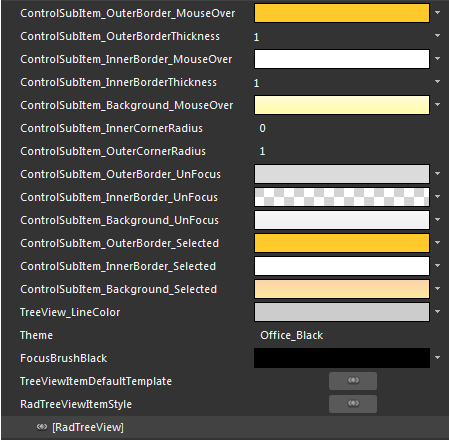 ControlSubItem_OuterBorder_MouseOver
ControlSubItem_OuterBorderThickness 1
ControlSubItem_InnerBorder_MouseOver
ControlSubItem_InnerBorderThickness 1
ControlSubItem_Background_MouseOver
ControlSubItem_InnerCornerRadius 0
ControlSubItem_OuterCornerRadius 1
ControlSubItem_OuterBorder_UnFocus
ControlSubItem_InnerBorder_UnFocus
ControlSubItem_Background_UnFocus
ControlSubItem_OuterBorder_Selected
ControlSubItem_InnerBorder_Selected
ControlSubItem_Background_Selected
TreeView_LineColor
Theme Office_Black
FocusBrushBlack
TreeViewItemDefaultTemplate
RadTreeViewItemStyle
[RadTreeView]